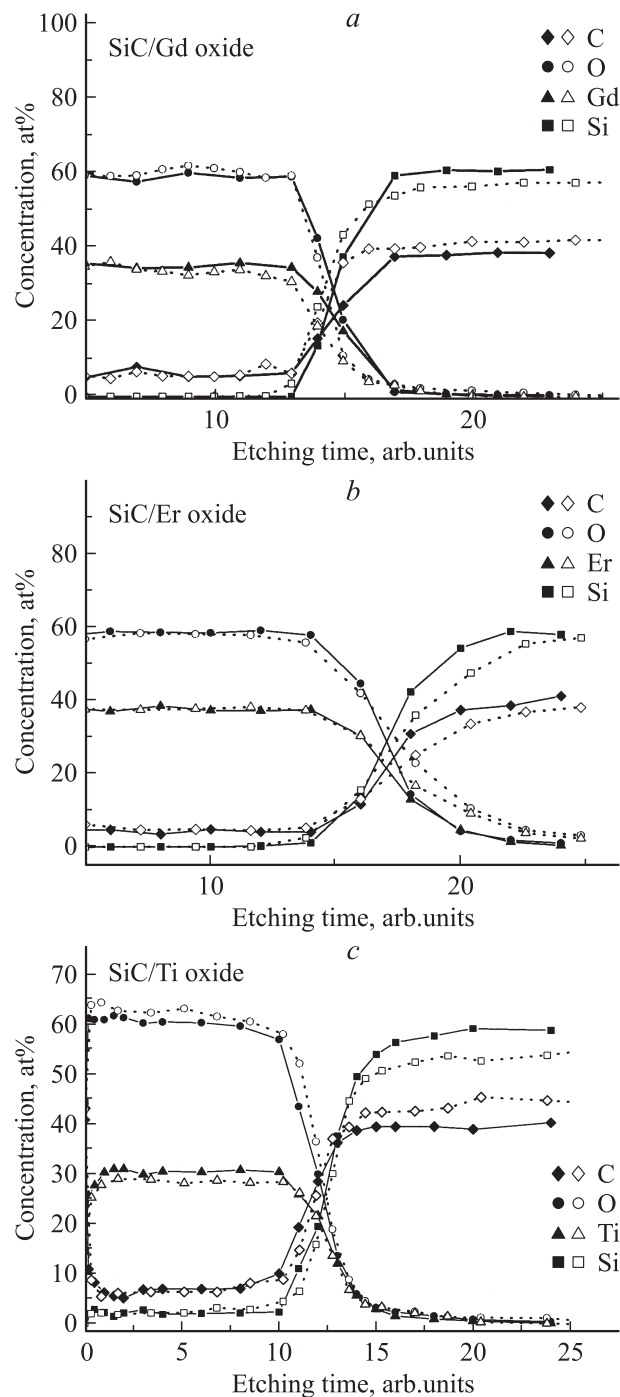 a
SiC/Gd oxide
C
O
Gd
Si
100
80
60
40
20
0
Concentration, at%
10
20
Etching time, arb.units
b
SiC/Er oxide
C
O
Er
Si
80
60
40
20
0
Concentration, at%
10
20
Etching time, arb.units
c
SiC/Ti oxide
C
O
Ti
Si
70
60
50
40
30
20
10
0
Concentration, at%
0
5
10
15
20
25
Etching time, arb.units